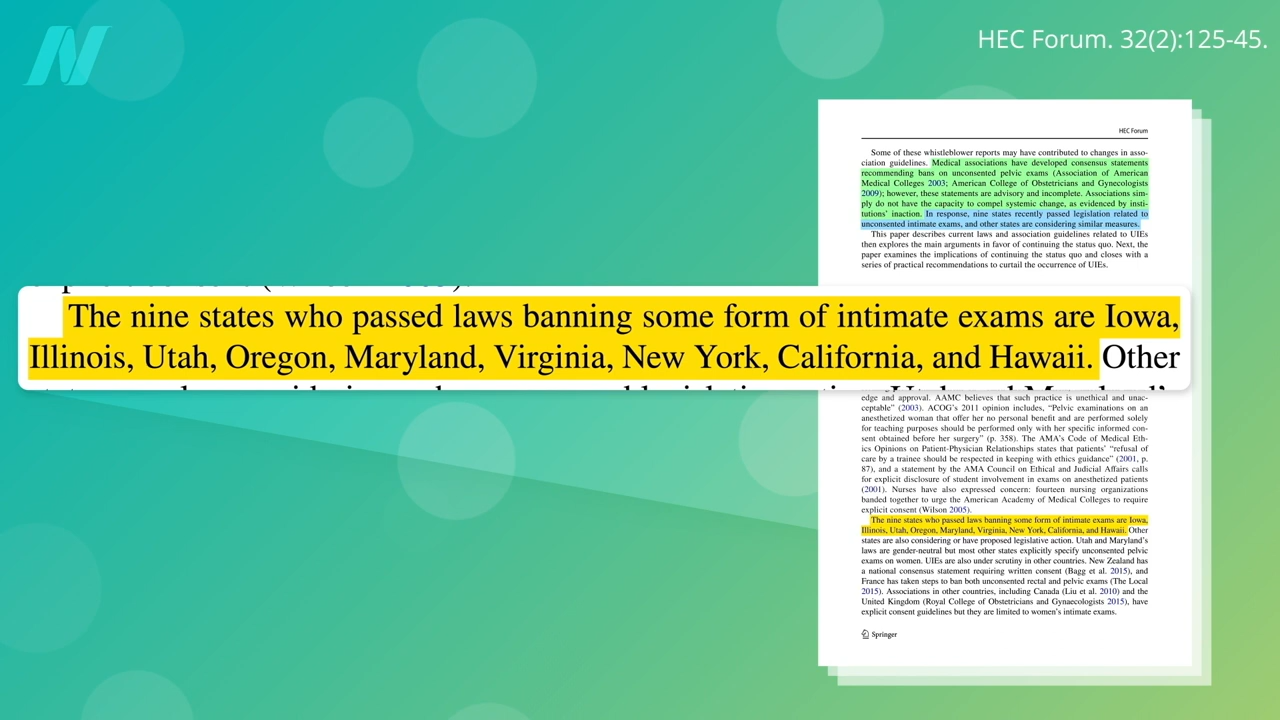 HEC Forum. 32(2):125-45.
HEC Forum
Some of these whistleblower reports may have contributed to changes in asso-
ciation guidelines. Medical associations have developed consensus statements
recommending bans on unconsented pelvic exams (Association of American
Medical Colleges 2003; American College of Obstetricians and Gynecologists
2009); however, these statements are advisory and incomplete. Associations sim-
ply do not have the capacity to compel systemic change, as evidenced by insti-
tutions' inaction. In response, nine states recently passed legislation related to
unconsented intimate exams, and other states are considering similar measures.
This paper describes current laws and association guidelines related to UIEs
then explores the main arguments in favor of continuing the status quo. Next, the
paper examines the implications of continuing the status quo and closes with a
series of practical recommendations to curtail the occurrence of UIEs.
The nine states who passed laws banning some form of intimate exams are Iowa,
Illinois, Utah, Oregon, Maryland, Virginia, New York, California, and Hawaii. Other
edge and approval. AAMC believes that such practice is unethical and unac-
ceptable" (2003). ACOG's 2011 opinion includes, "Pelvic examinations on an
anesthetized woman that offer her no personal benefit and are performed solely
for teaching purposes should be performed only with her specific informed con-
sent obtained before her surgery" (p. 358). The AMA's Code of Medical Eth-
ics Opinions on Patient-Physician Relationships states that patients' "refusal of
care by a trainee should be respected in keeping with ethics guidance" (2001, p.
87), and a statement by the AMA Council on Ethical and Judicial Affairs calls
for explicit disclosure of student involvement in exams on anesthetized patients
(2001). Nurses have also expressed concern: fourteen nursing organizations
banded together to urge the American Academy of Medical Colleges to require
explicit consent (Wilson 2005).
The nine states who passed laws banning some form of intimate exams are Iowa,
Illinois, Utah, Oregon, Maryland, Virginia, New York, California, and Hawaii. Other
states are also considering or have proposed legislative action. Utah and Maryland's
laws are gender-neutral but most other states explicitly specify unconsented pelvic
exams on women. UIEs are also under scrutiny in other countries. New Zealand has
a national consensus statement requiring written consent (Bagg et al. 2015), and
France has taken steps to ban both unconsented rectal and pelvic exams (The Local
2015). Associations in other countries, including Canada (Liu et al. 2010) and the
United Kingdom (Royal College of Obstetricians and Gynaecologists 2015), have
explicit consent guidelines but they are limited to women's intimate exams.
Springer